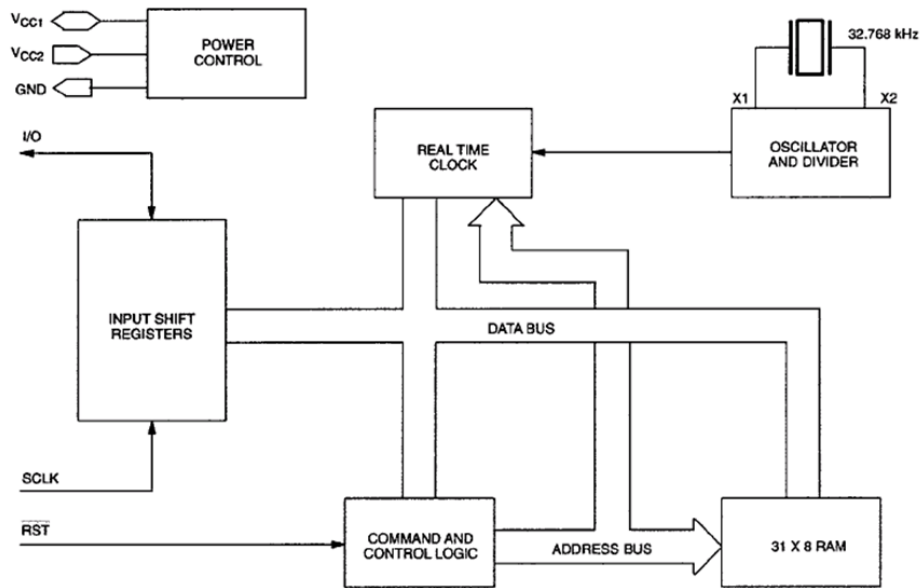 VCC1
VCC2
GND
POWER
CONTROL
32.768 kHz
X1
X2
I/O
REAL TIME
CLOCK
OSCILLATOR
AND DIVIDER
INPUT SHIFT
REGISTERS
DATA BUS
SCLK
RST
COMMAND AND
CONTROL LOGIC
ADDRESS BUS
31 X 8 RAM